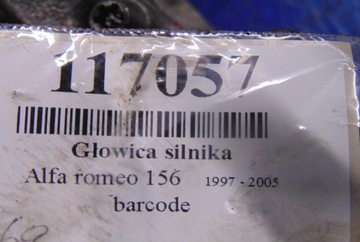 117057
Głowica silnika
Alfa romeo 156 1997 - 2005
barcode